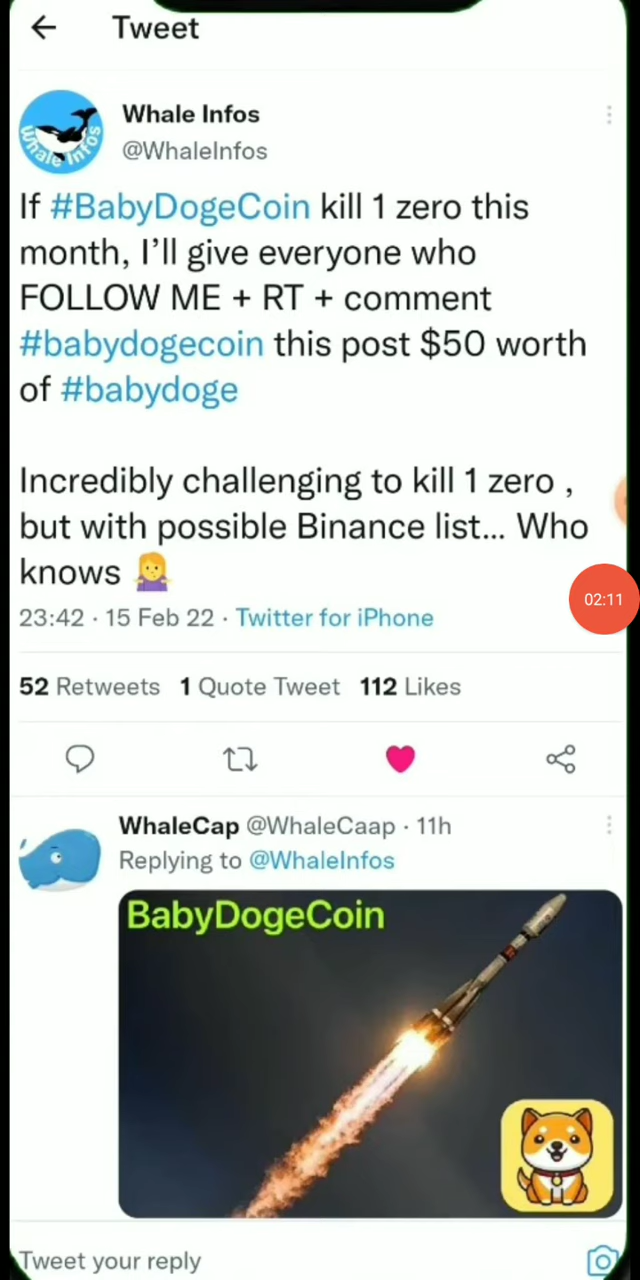 Tweet
Whale Infos
@WhaleInfos
Whale Infos
If #BabyDogeCoin kill 1 zero this
month, I’ll give everyone who
FOLLOW ME + RT + comment
#babydogecoin this post $50 worth
of #babydoge
Incredibly challenging to kill 1 zero ,
but with possible Binance list... Who
knows 🤷‍♀️
02:11
23:42 · 15 Feb 22 · Twitter for iPhone
52 Retweets 1 Quote Tweet 112 Likes
WhaleCap @WhaleCaap · 11h
Replying to @WhaleInfos
BabyDogeCoin
Tweet your reply